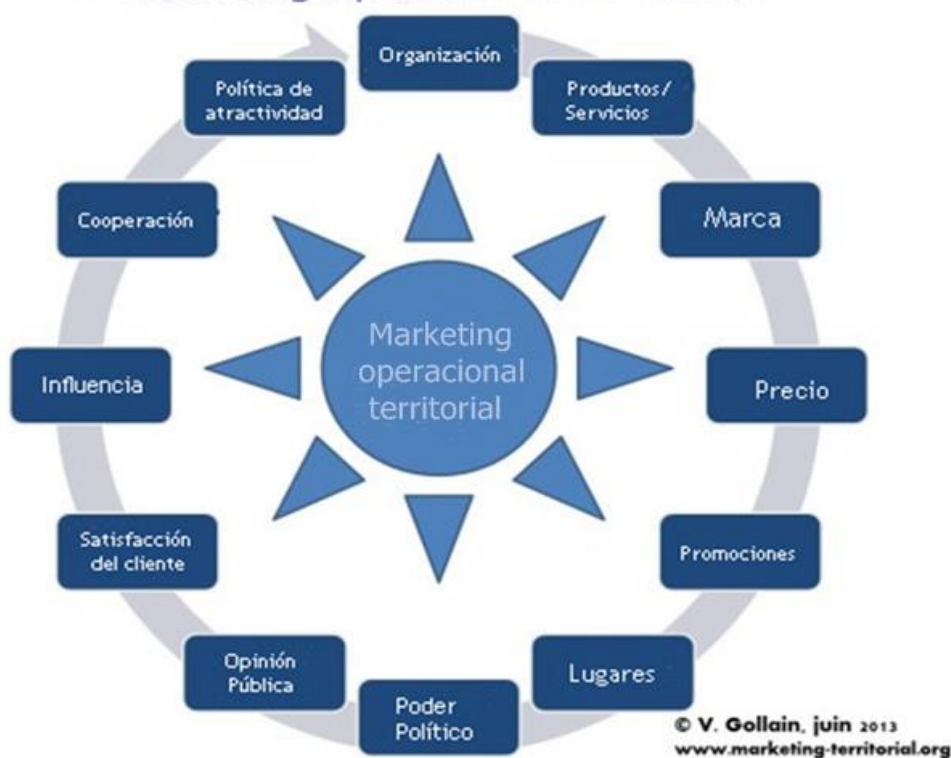 Organización
Productos/
Servicios
Marca
Precio
Promociones
Lugares
Poder
Político
Opinión
Pública
Satisfacción
del cliente
Influencia
Cooperación
Política de
atractividad
Marketing
operacional
territorial
© V. Gollain, juin 2013
www.marketing-territorial.org